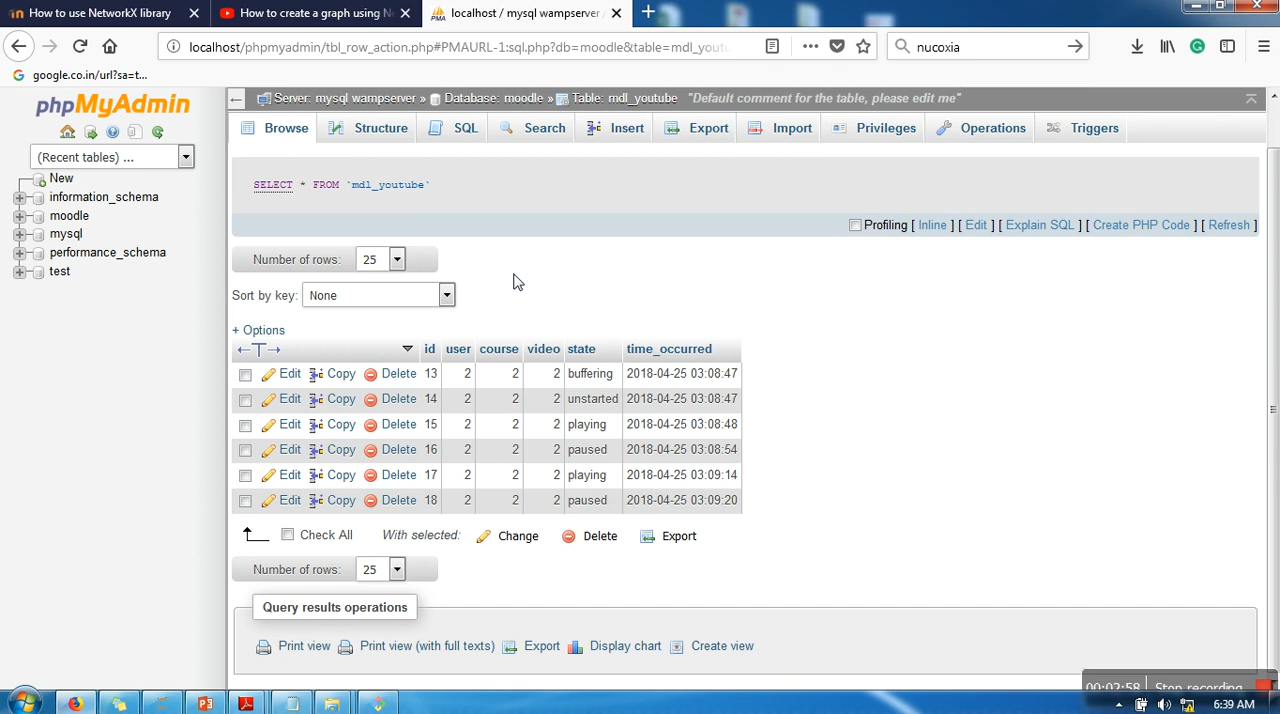 How to use NetworkX library
How to create a graph using N
localhost / mysql wampserver /
localhost/phpmyadmin/tbl_row_action.php#PMAURL-1:sql.php?db=moodle&table=mdl_youtu
nucoxia
google.co.in/url?sa=t...
phpMyAdmin
(Recent tables) ...
New
information_schema
moodle
mysql
performance_schema
test
Server: mysql wampserver » Database: moodle » Table: mdl_youtube "Default comment for the table, please edit me"
Browse Structure SQL Search Insert Export Import Privileges Operations Triggers
SELECT * FROM `mdl_youtube`
Profiling [ Inline ] [ Edit ] [ Explain SQL ] [ Create PHP Code ] [ Refresh ]
Number of rows: 25
Sort by key: None
+ Options
id user course video state time_occurred
Edit Copy Delete 13 2 2 2 buffering 2018-04-25 03:08:47
Edit Copy Delete 14 2 2 2 unstarted 2018-04-25 03:08:47
Edit Copy Delete 15 2 2 2 playing 2018-04-25 03:08:48
Edit Copy Delete 16 2 2 2 paused 2018-04-25 03:08:54
Edit Copy Delete 17 2 2 2 playing 2018-04-25 03:09:14
Edit Copy Delete 18 2 2 2 paused 2018-04-25 03:09:20
Check All With selected: Change Delete Export
Number of rows: 25
Query results operations
Print view Print view (with full texts) Export Display chart Create view
00:02:58 Stop recording
6:39 AM